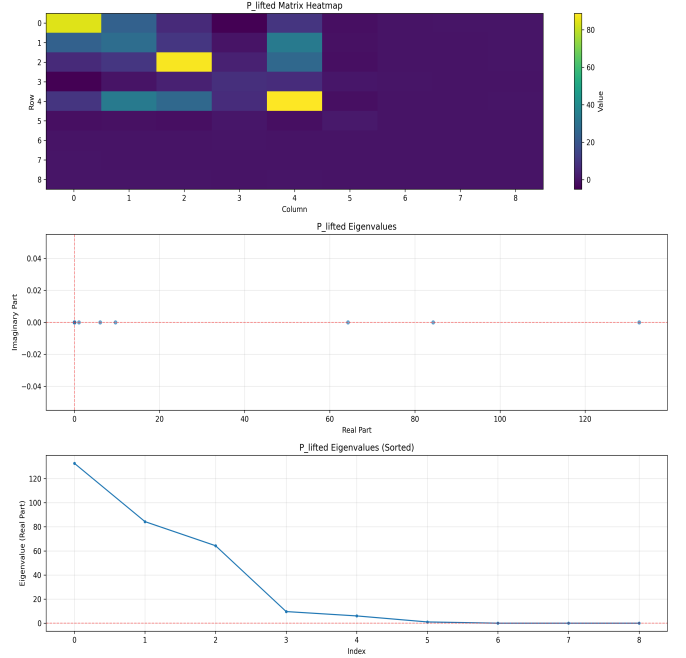 P_lifted Matrix Heatmap
0
1
2
3
4
5
6
7
8
Row
0 1 2 3 4 5 6 7 8
Column
80
60
40
20
0
Value
P_lifted Eigenvalues
0.04
0.02
0.00
−0.02
−0.04
Imaginary Part
0 20 40 60 80 100 120
Real Part
P_lifted Eigenvalues (Sorted)
120
100
80
60
40
20
0
Eigenvalue (Real Part)
0 1 2 3 4 5 6 7 8
Index